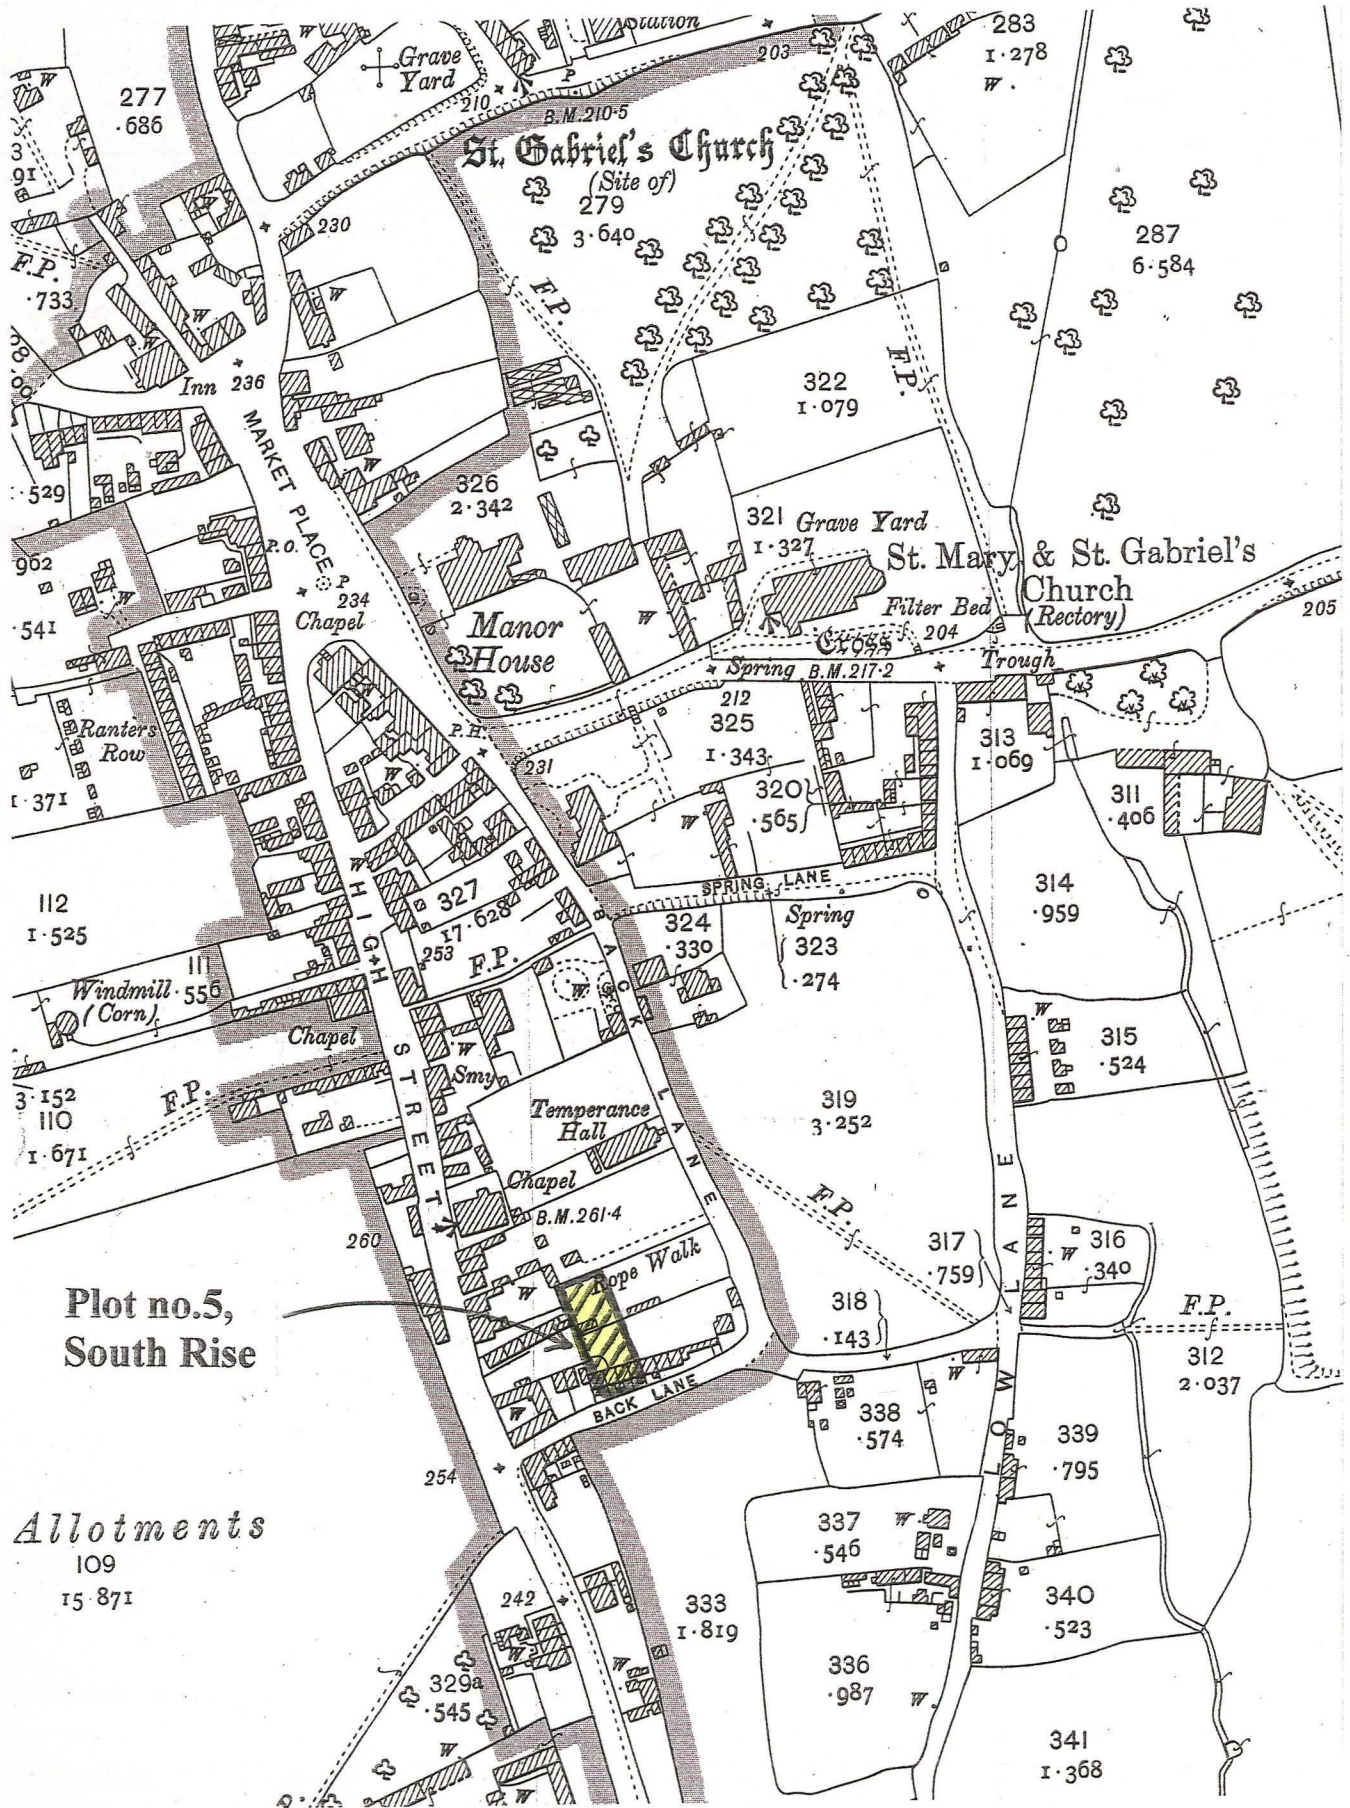 Station
283
1·278
W.
W
Grave
Yard
203
277
·686
210
P
B.M.210·5
W
3
91
St. Gabriel's Church
(Site of)
279
3·640
W
230
287
6·584
F.P.
·733
F.P.
W
W
W
F.P.
Inn
236
322
1·079
MARKET PLACE
W
·529
326
2·342
321
1·327
Grave Yard
St. Mary & St. Gabriel's
Church
(Rectory)
P.O.
962
W
P
234
Chapel
·541
Filter Bed
204
205
Manor
House
W
Cross
Spring
B.M.217·2
Trough
W
212
Ranter's
Row
P.H.
325
1·343
313
1·069
231
W
1·371
320
·565
311
·406
W
W
SPRING LANE
314
·959
112
1·525
327
17·628
324
·330
Spring
323
·274
253
F.P.
111
·556
Windmill
(Corn)
W
Chapel
HIGH STREET
BACK LANE
W
Smy
315
·524
W
3·152
110
1·671
F.P.
Temperance
Hall
319
3·252
Chapel
F.P.
B.M.261·4
260
317
·759
316
·340
W
Rope Walk
Plot no.5,
South Rise
W
318
·143
F.P.
312
2·037
LOW LANE
W
BACK LANE
W
338
·574
339
·795
254
Allotments
109
15·871
337
·546
W
340
·523
242
333
1·819
W
W
336
·987
W.
329a
·545
341
1·368
W
W